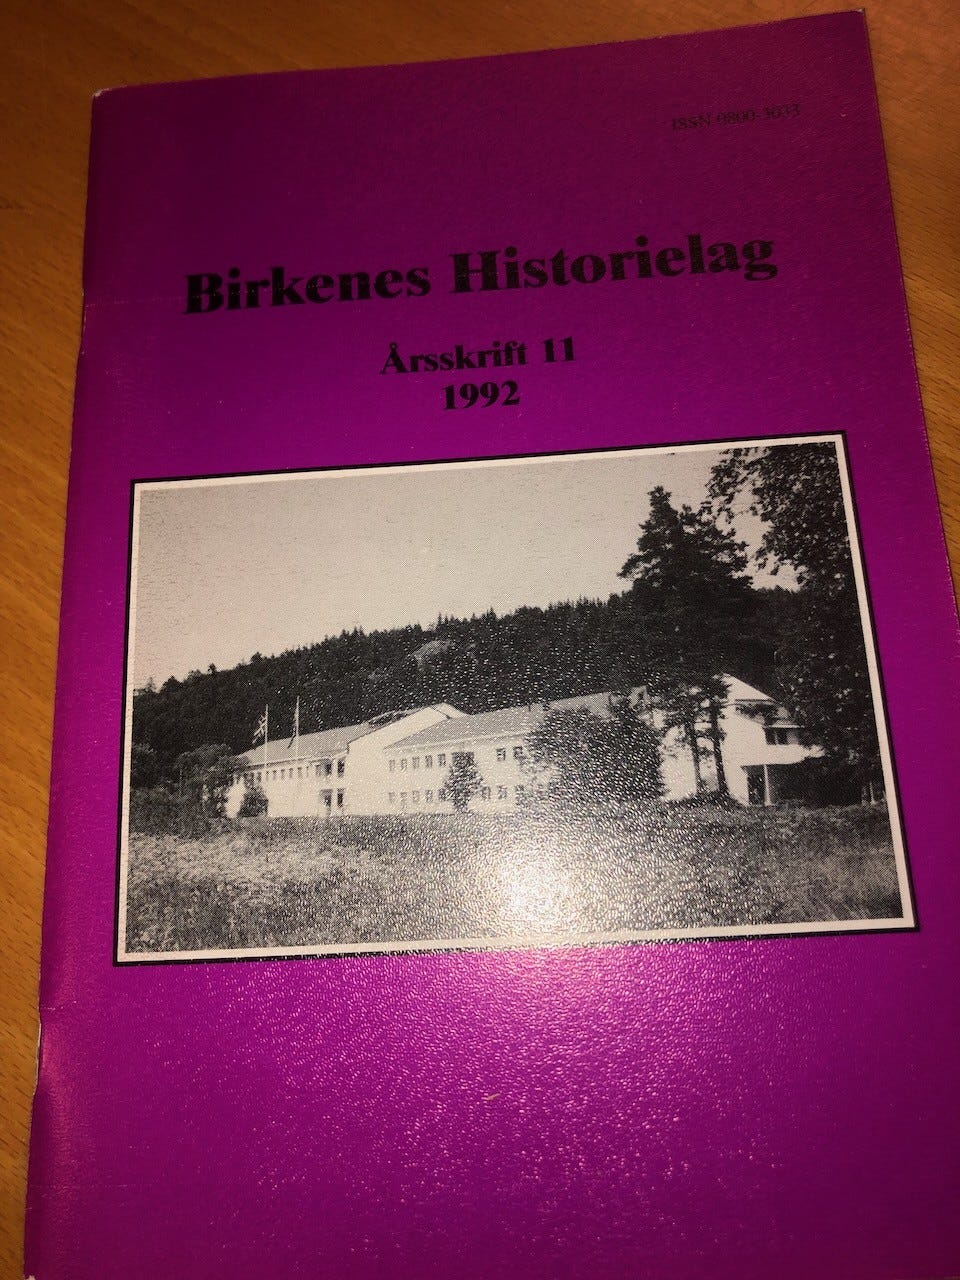 ISSN 0800-3033
Birkenes Historielag
Årsskrift 11
1992